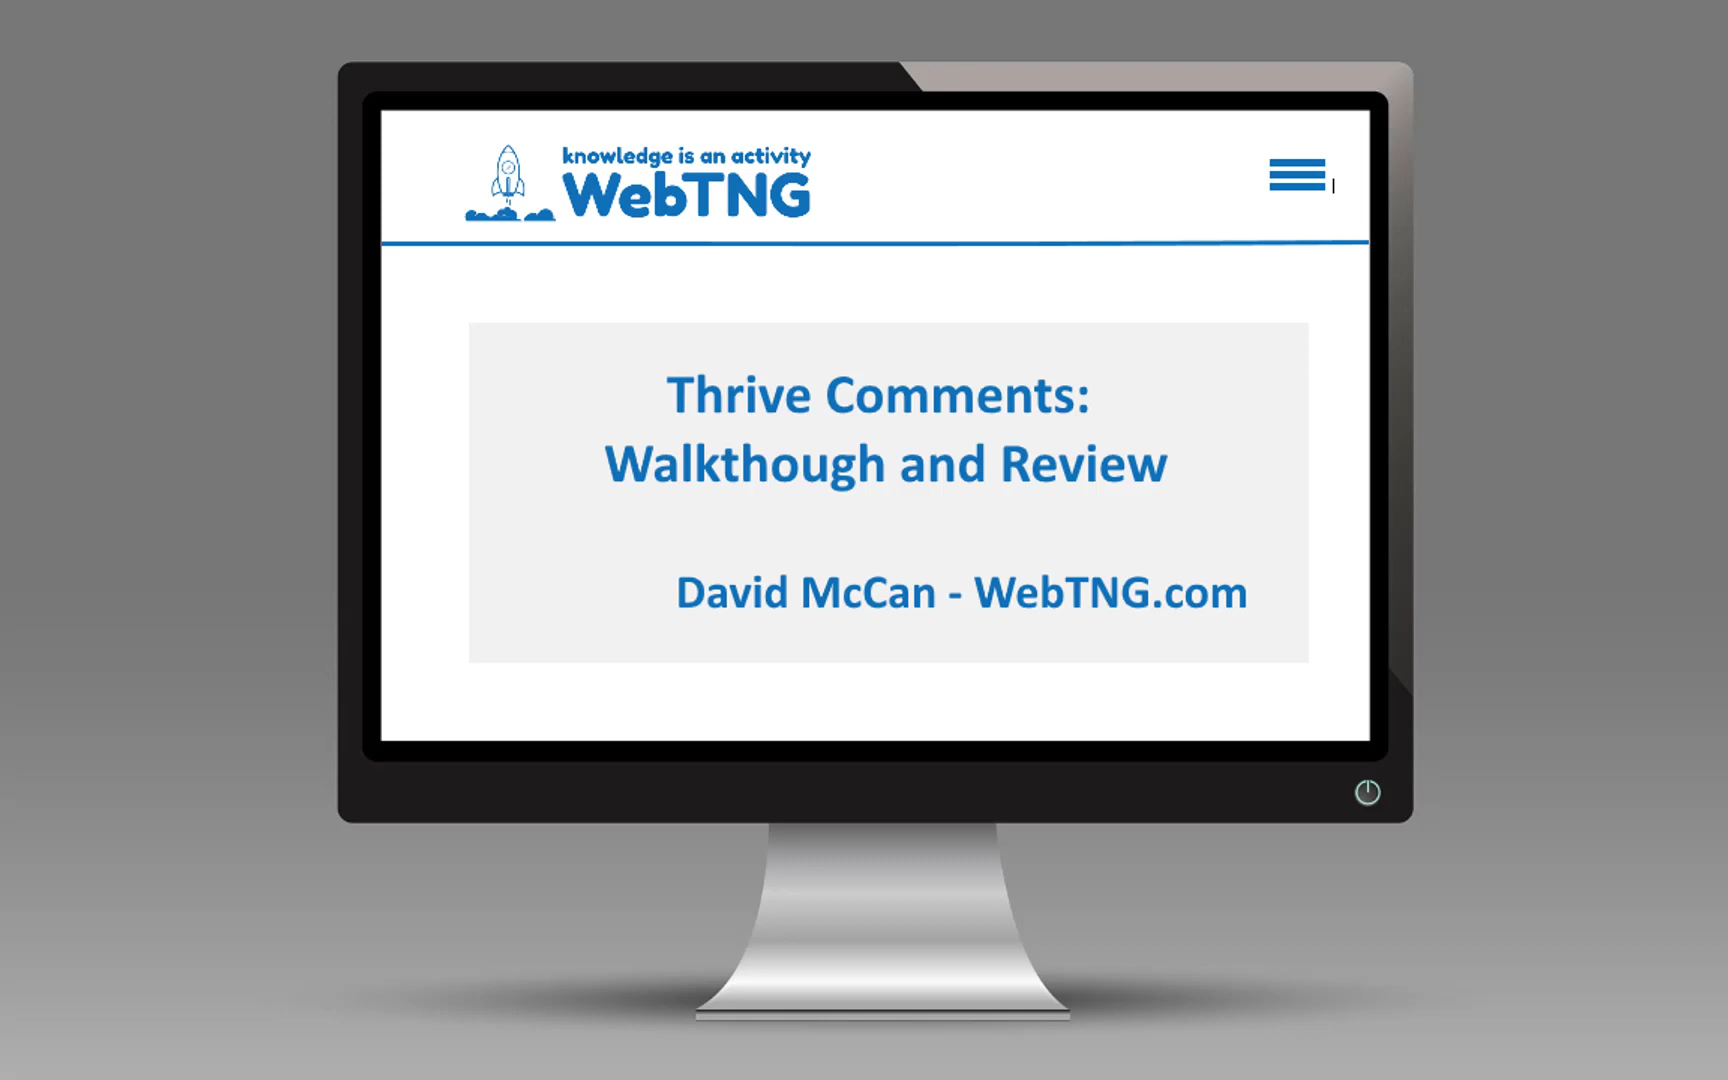 knowledge is an activity
WebTNG
Thrive Comments:
Walkthough and Review
David McCan - WebTNG.com